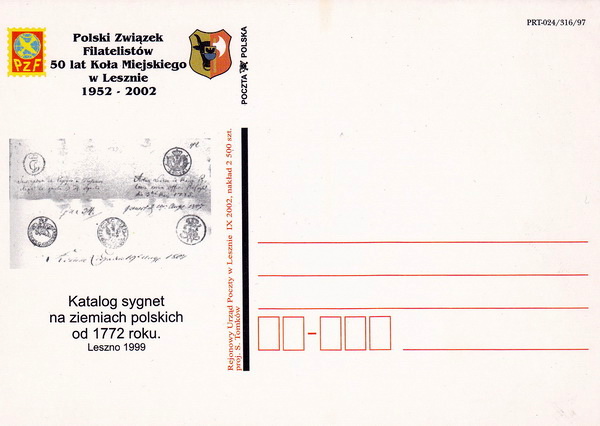 PZF
Polski Związek
Filatelistów
50 lat Koła Miejskiego
w Lesznie
1952 - 2002
POCZTA POLSKA
PRT-024/316/97
Katalog sygnet
na ziemiach polskich
od 1772 roku.
Leszno 1999
Rejonowy Urząd Poczty w Lesznie IX 2002, nakład 2 500 szt.
proj. S. Tomków